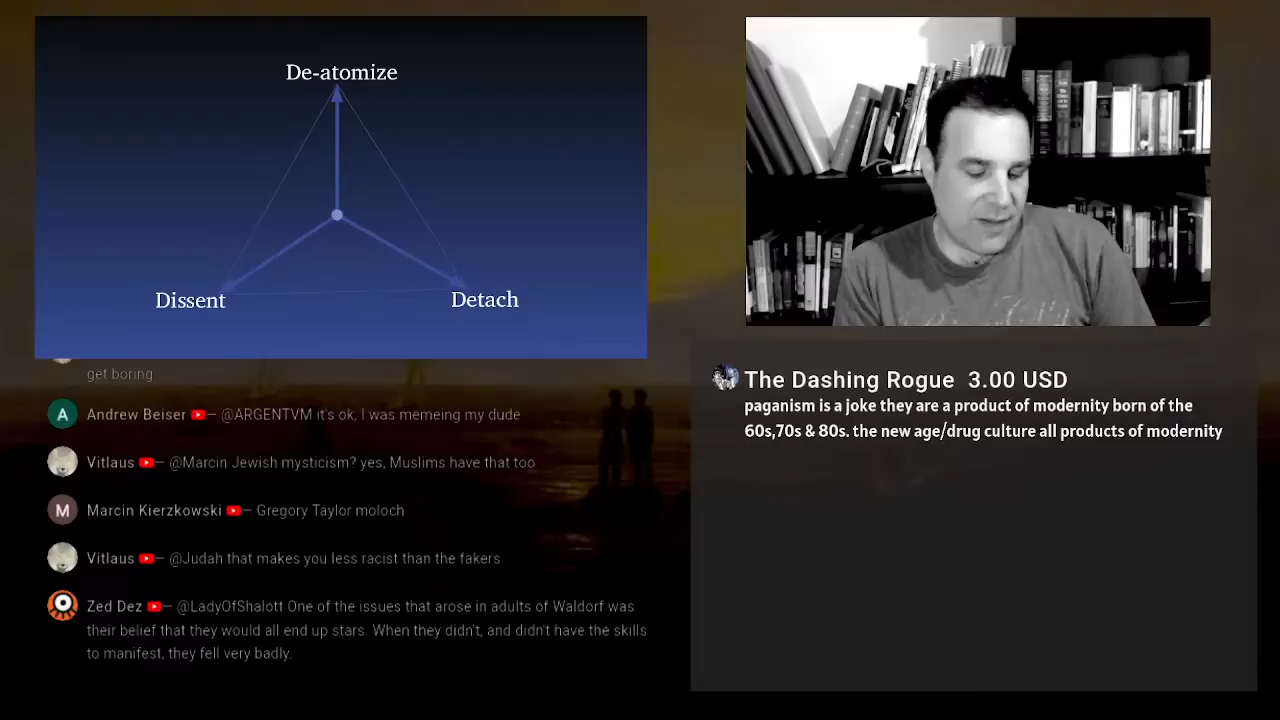 De-atomize
Dissent
Detach
get boring
A
Andrew Beiser — @ARGENTVM it's ok, I was memeing my dude
Vitlaus — @Marcin Jewish mysticism? yes, Muslims have that too
M
Marcin Kierzkowski — Gregory Taylor moloch
Vitlaus — @Judah that makes you less racist than the fakers
Zed Dez — @LadyOfShalott One of the issues that arose in adults of Waldorf was
their belief that they would all end up stars. When they didn't, and didn't have the skills
to manifest, they fell very badly.
The Dashing Rogue 3.00 USD
paganism is a joke they are a product of modernity born of the
60s,70s & 80s. the new age/drug culture all products of modernity